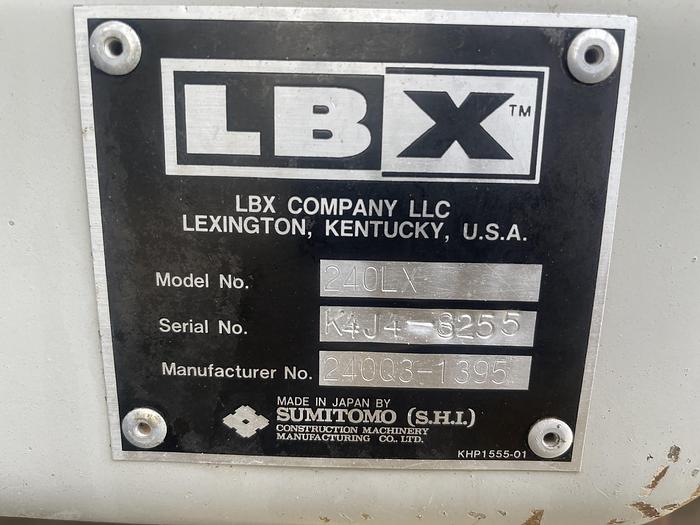 LBX™
LBX COMPANY LLC
LEXINGTON, KENTUCKY, U.S.A.
Model No. 240LX
Serial No. K4J4-8255
Manufacturer No. 240Q3-1395
MADE IN JAPAN BY
SUMITOMO (S.H.I.)
CONSTRUCTION MACHINERY
MANUFACTURING CO., LTD.
KHP1555-01